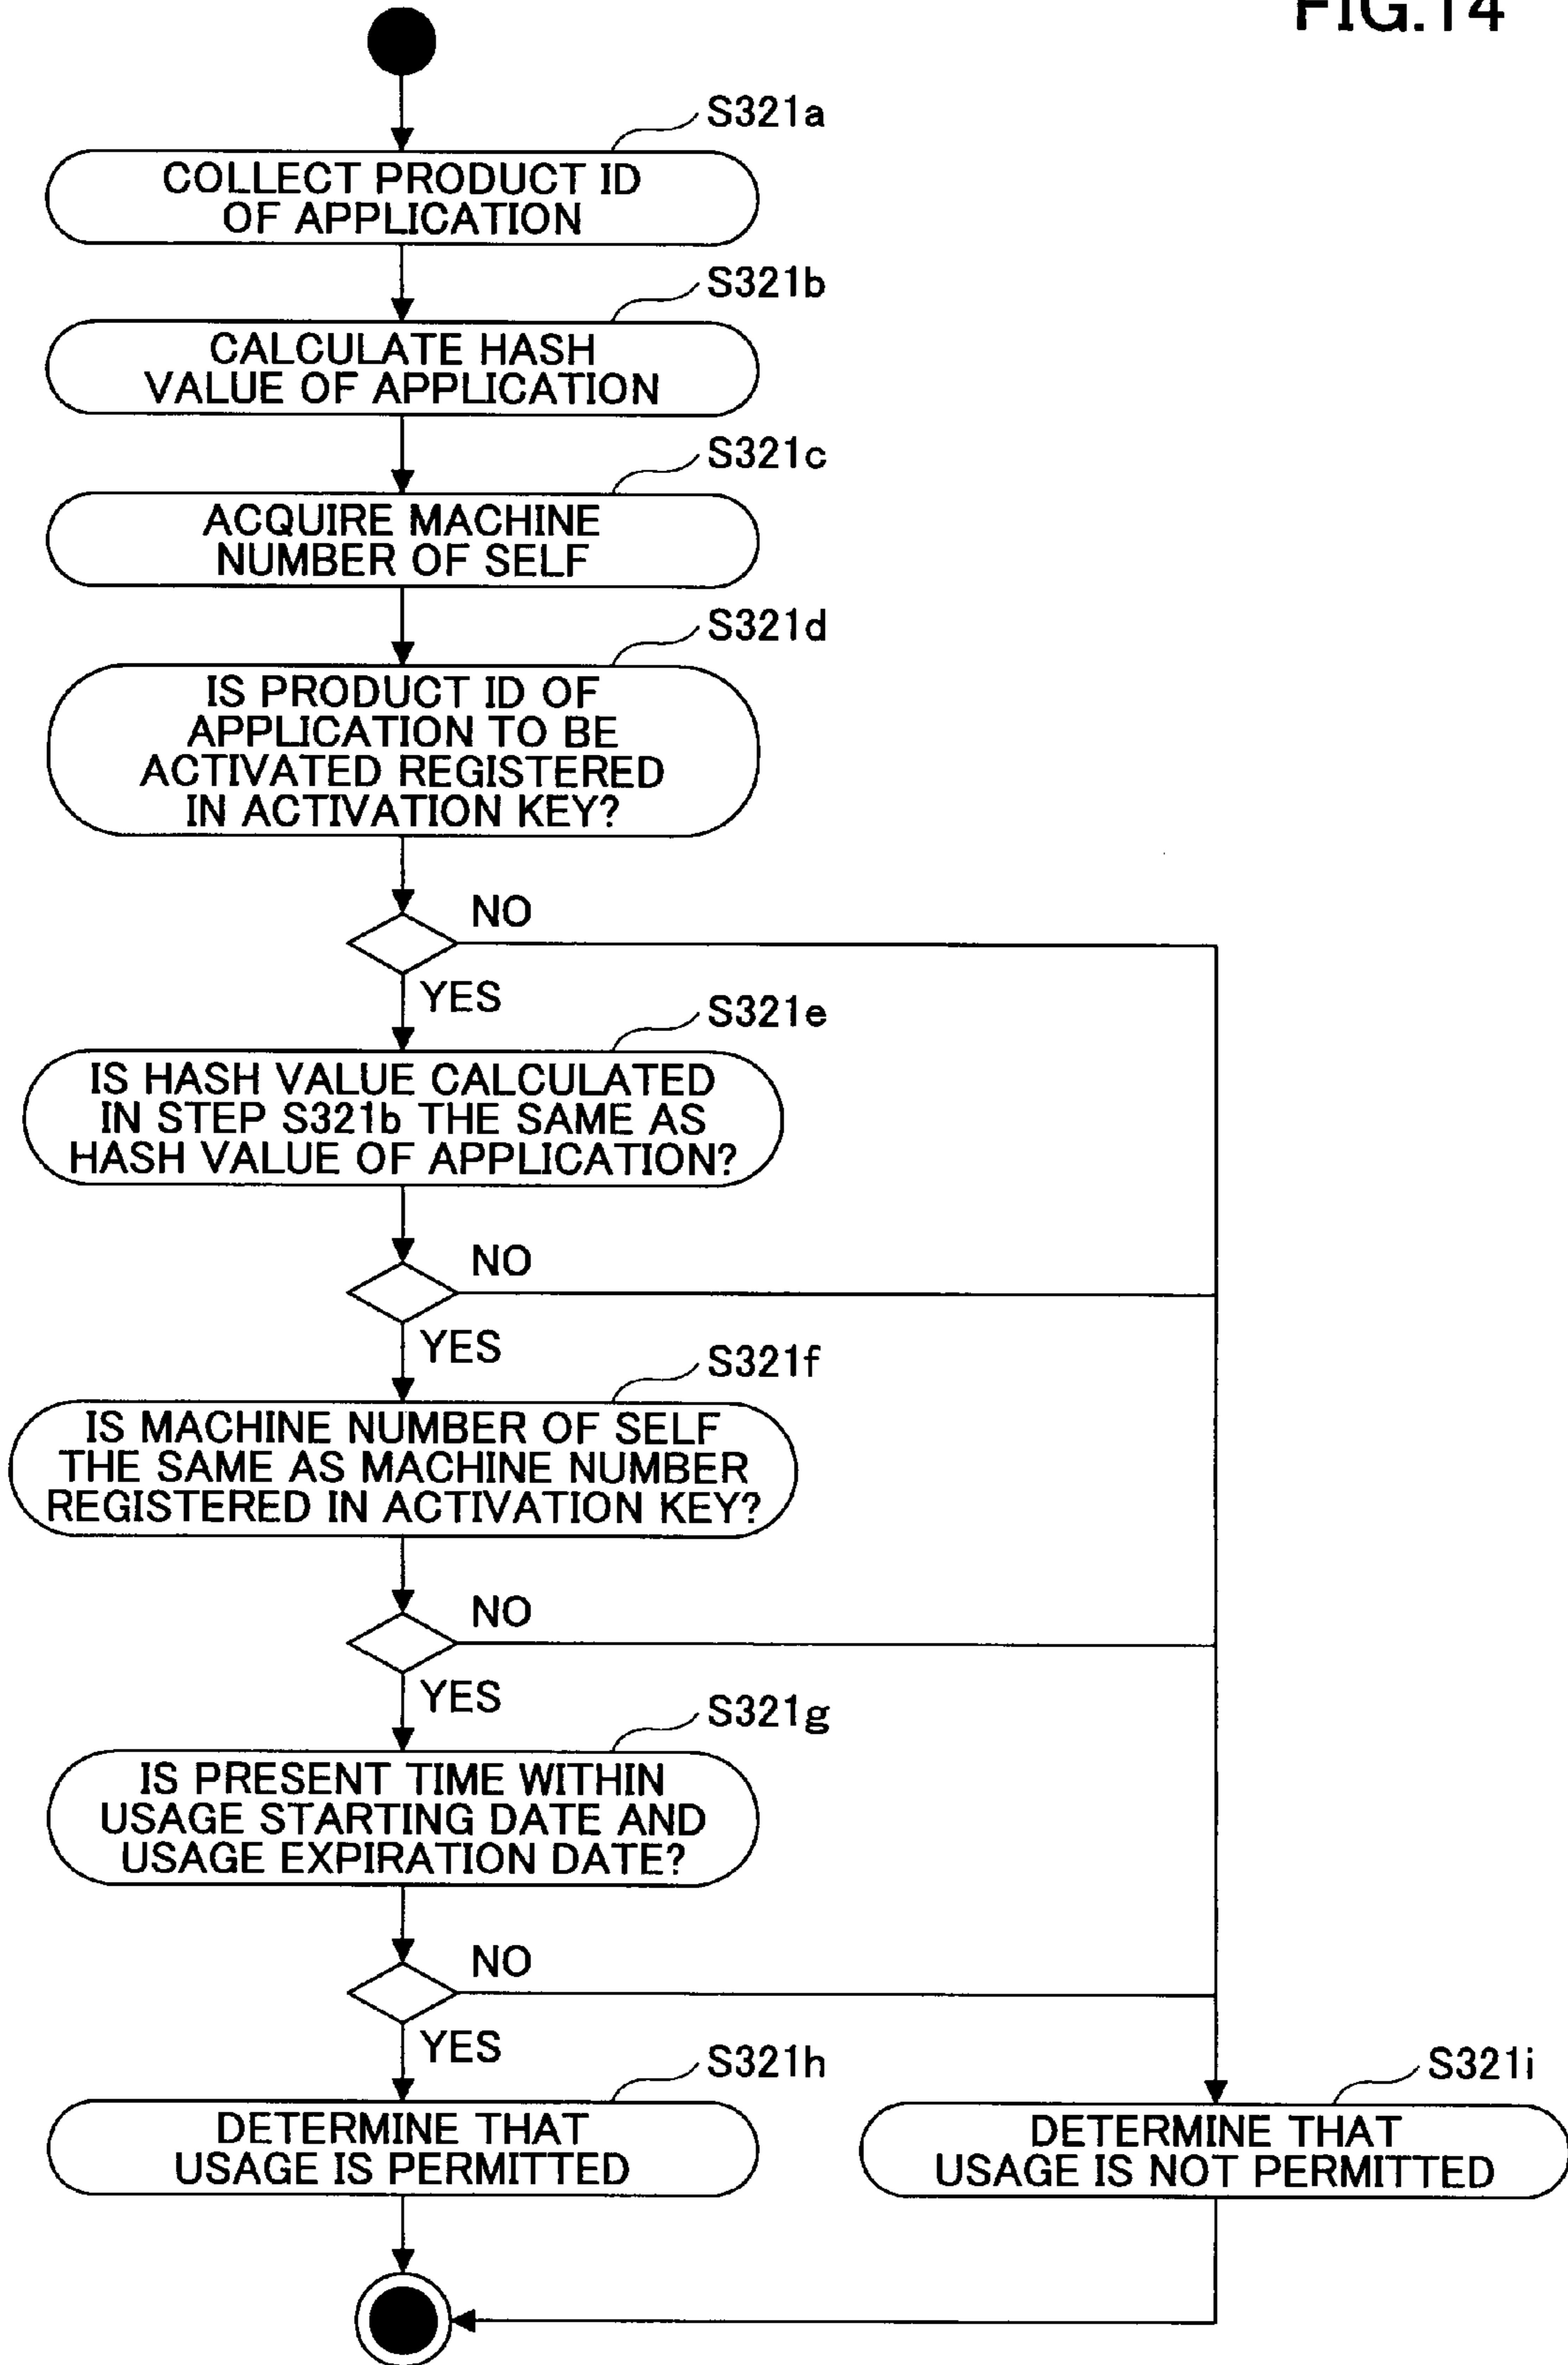 FIG.14
S321a
COLLECT PRODUCT ID
OF APPLICATION
S321b
CALCULATE HASH
VALUE OF APPLICATION
S321c
ACQUIRE MACHINE
NUMBER OF SELF
S321d
IS PRODUCT ID OF
APPLICATION TO BE
ACTIVATED REGISTERED
IN ACTIVATION KEY?
NO
YES
S321e
IS HASH VALUE CALCULATED
IN STEP S321b THE SAME AS
HASH VALUE OF APPLICATION?
NO
YES
S321f
IS MACHINE NUMBER OF SELF
THE SAME AS MACHINE NUMBER
REGISTERED IN ACTIVATION KEY?
NO
YES
S321g
IS PRESENT TIME WITHIN
USAGE STARTING DATE AND
USAGE EXPIRATION DATE?
NO
YES
S321h
DETERMINE THAT
USAGE IS PERMITTED
S321i
DETERMINE THAT
USAGE IS NOT PERMITTED